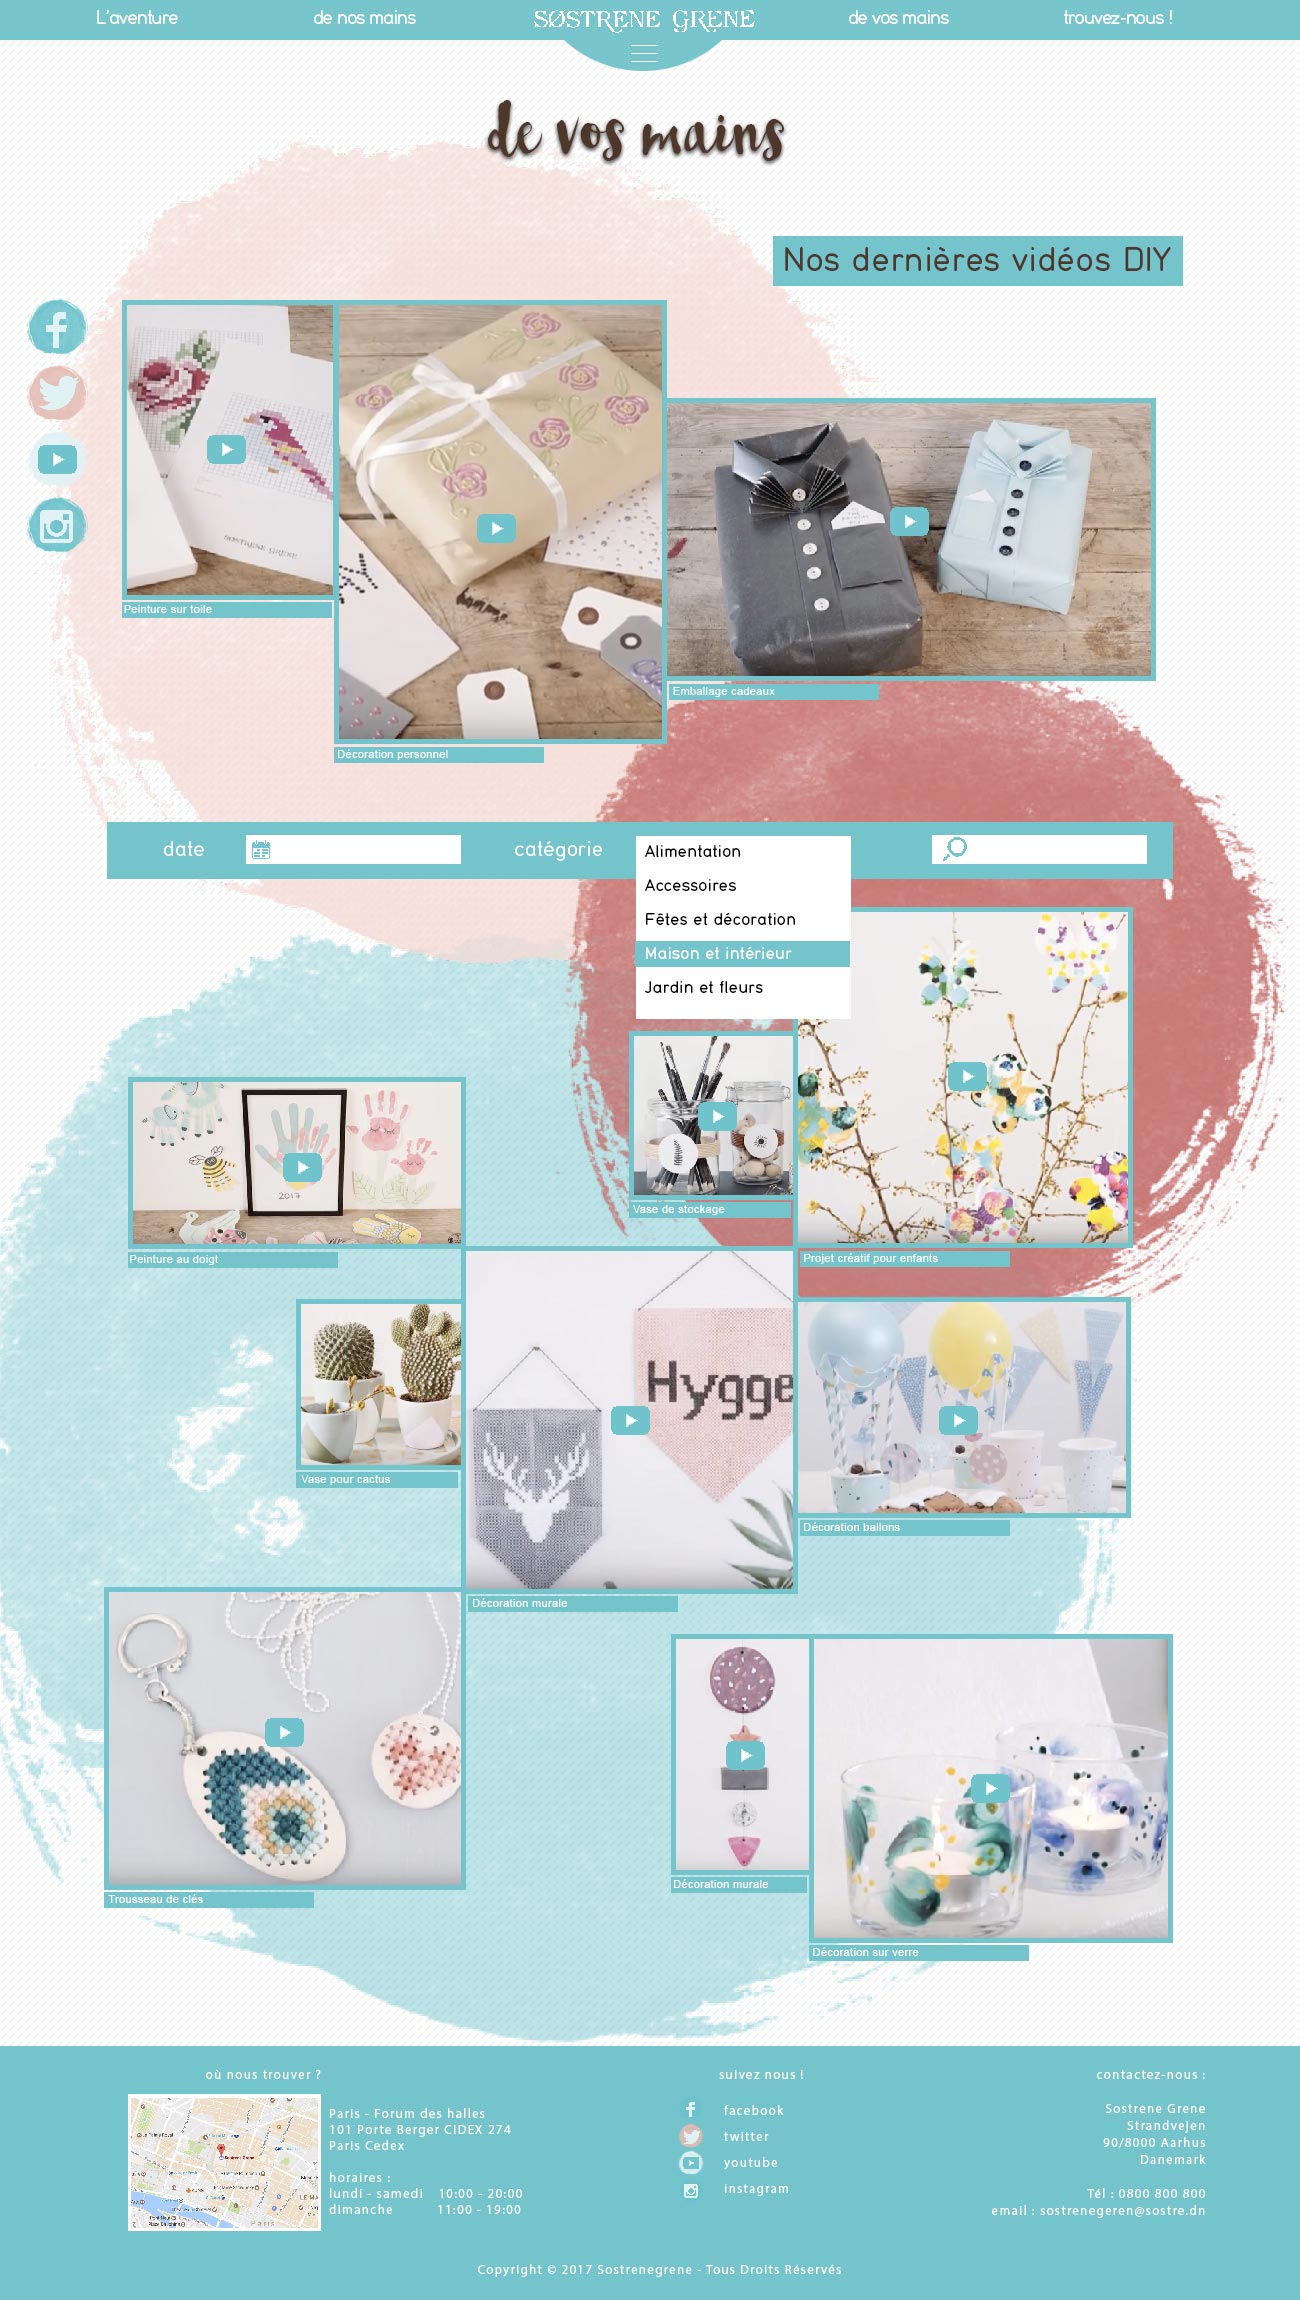 L'aventure
de nos mains
SØSTRENE GRENE
de vos mains
trouvez-nous !
de vos mains
Nos dernières vidéos DIY
SØSTRENE GRENE
Peinture sur toile
Emballage cadeaux
Décoration personnel
date
catégorie
Alimentation
Accessoires
Fêtes et décoration
Maison et intérieur
Jardin et fleurs
2017
Vase de stockage
Peinture au doigt
Projet créatif pour enfants
Hygge
Vase pour cactus
Décoration ballons
Décoration murale
Trousseau de clés
Décoration murale
Décoration sur verre
où nous trouver ?
Paris - Forum des halles
101 Porte Berger CIDEX 274
Paris Cedex
horaires :
lundi - samedi 10:00 - 20:00
dimanche 11:00 - 19:00
suivez nous !
facebook
twitter
youtube
instagram
contactez-nous :
Sostrene Grene
Strandvejen
90/8000 Aarhus
Danemark
Tél : 0800 800 800
email : sostrenegeren@sostre.dn
Copyright © 2017 Sostrenegrene - Tous Droits Réservés